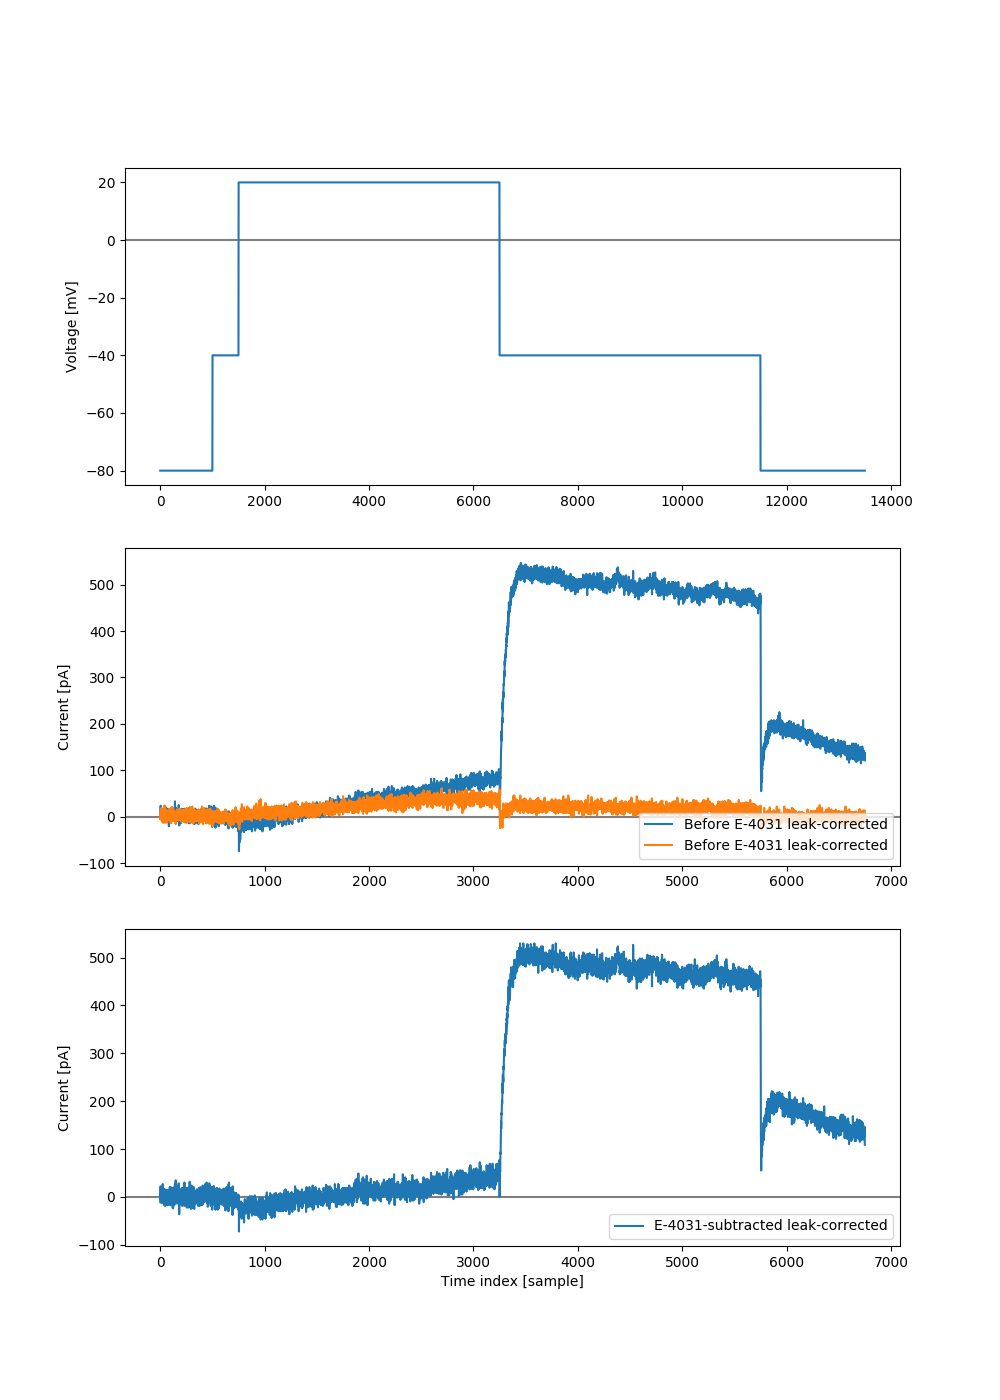 20
0
−20
−40
−60
−80
Voltage [mV]
0 2000 4000 6000 8000 10000 12000 14000
500
400
300
200
100
0
−100
Current [pA]
Before E-4031 leak-corrected
Before E-4031 leak-corrected
0 1000 2000 3000 4000 5000 6000 7000
500
400
300
200
100
0
−100
Current [pA]
E-4031-subtracted leak-corrected
0 1000 2000 3000 4000 5000 6000 7000
Time index [sample]